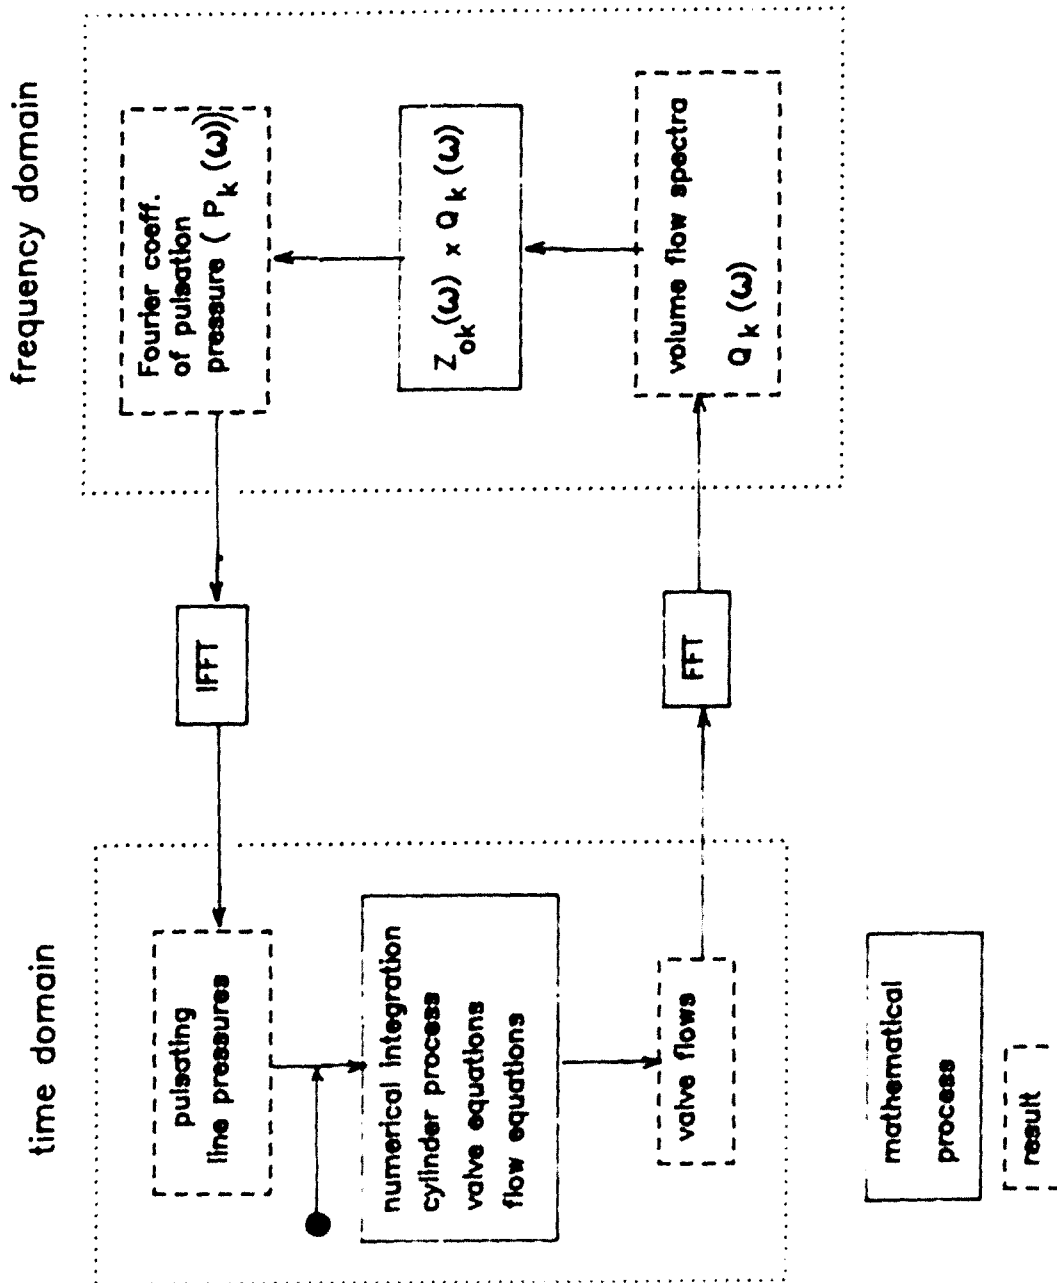 time domain
frequency domain
pulsating
line pressures
numerical integration
cylinder process
valve equations
flow equations
valve flows
IFFT
FFT
Fourier coeff.
of pulsation
pressure ( P_k (ω)))
Z_ok(ω) x Q_k (ω)
volume flow spectra
Q_k (ω)
mathematical
process
result